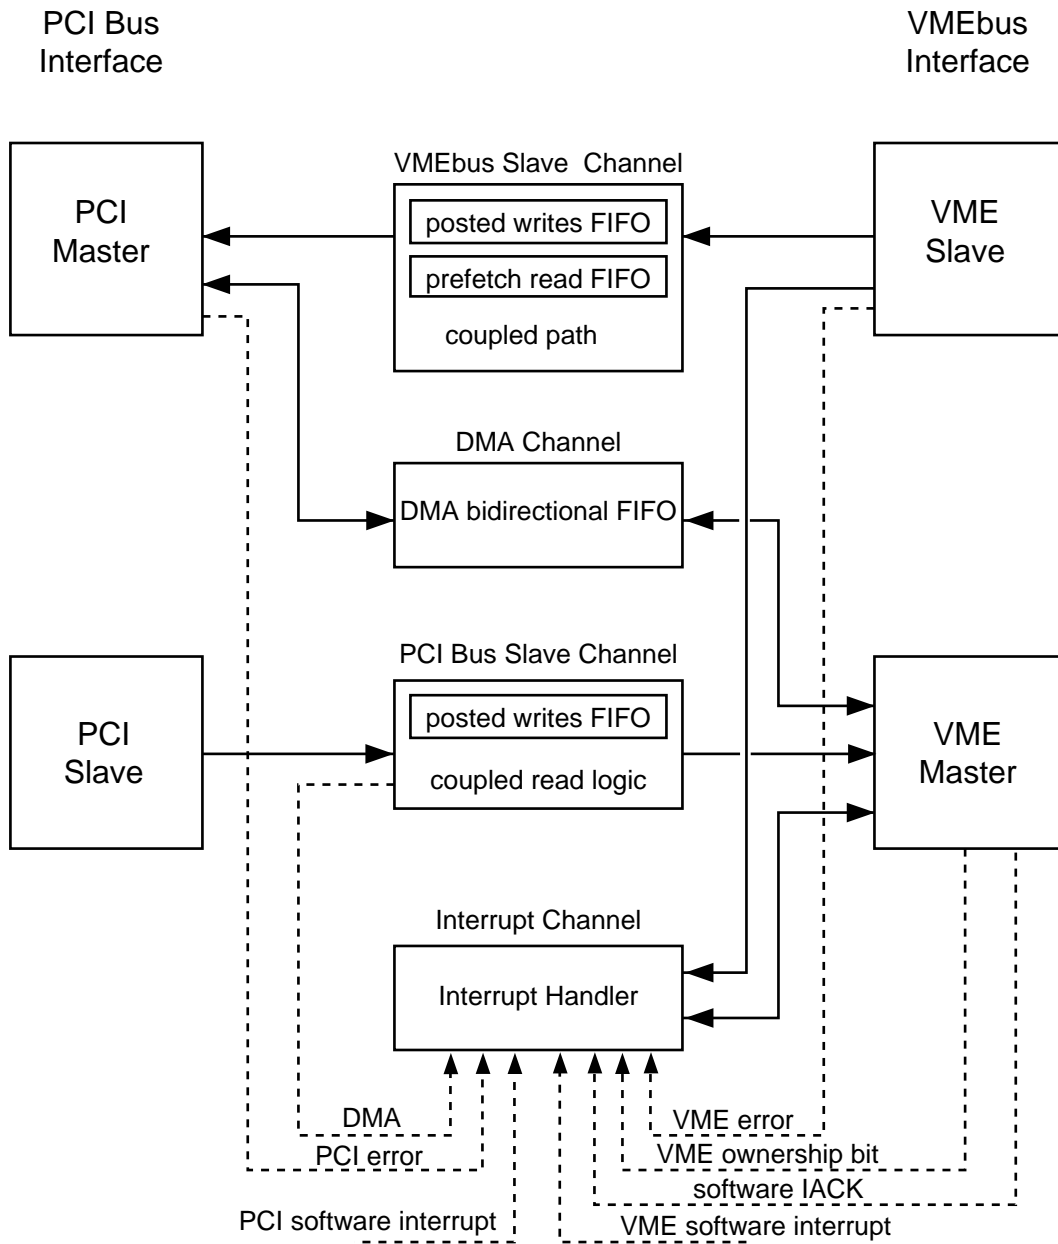 PCI Bus
Interface
VMEbus
Interface
PCI
Master
VMEbus Slave Channel
posted writes FIFO
prefetch read FIFO
coupled path
VME
Slave
DMA Channel
DMA bidirectional FIFO
PCI
Slave
PCI Bus Slave Channel
posted writes FIFO
coupled read logic
VME
Master
Interrupt Channel
Interrupt Handler
DMA
VME error
PCI error
VME ownership bit
software IACK
PCI software interrupt
VME software interrupt